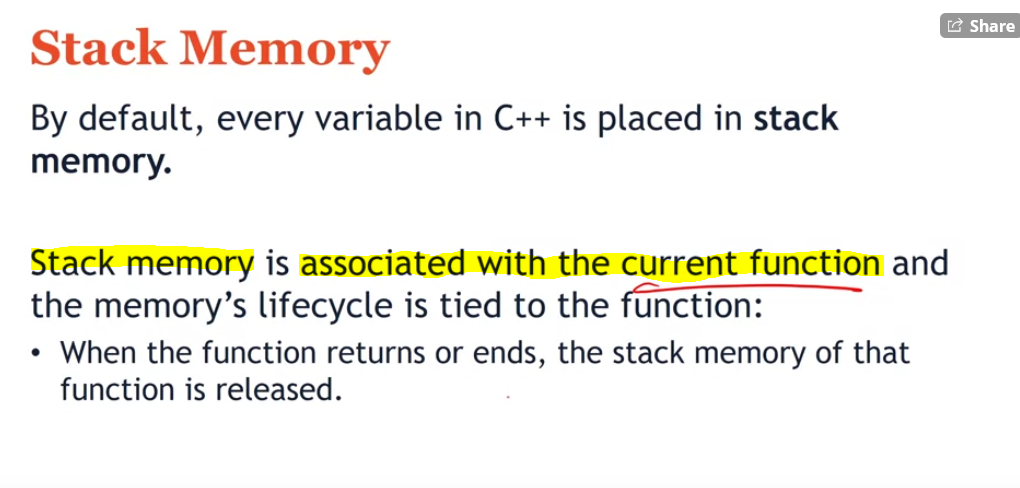 Share
Stack Memory
By default, every variable in C++ is placed in stack
memory.
Stack memory is associated with the current function and
the memory’s lifecycle is tied to the function:
• When the function returns or ends, the stack memory of that
function is released.